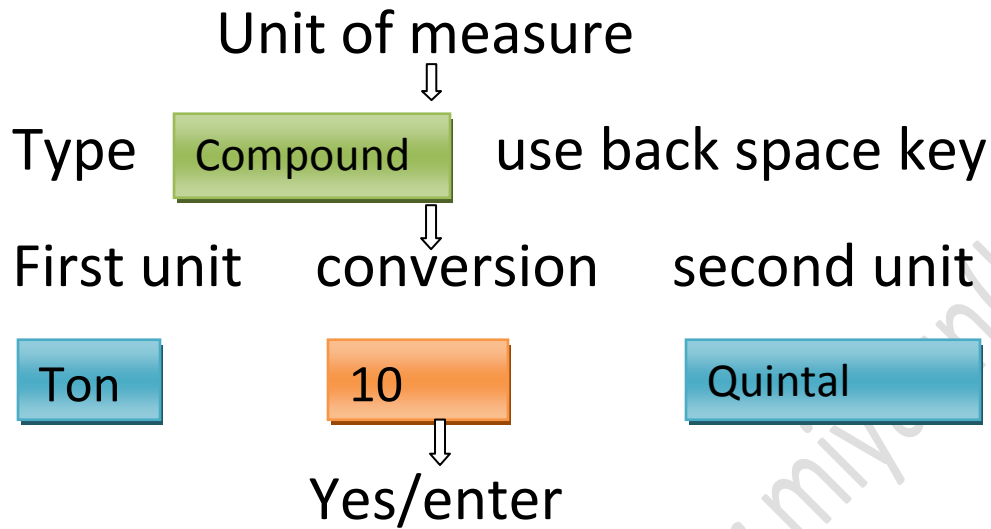 Unit of measure
Type Compound use back space key
First unit conversion second unit
Ton 10 Quintal
Yes/enter